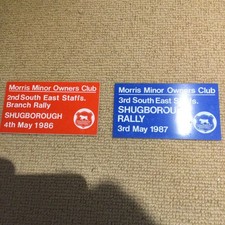 Morris Minor Owners Club
2nd South East Staffs.
Branch Rally
SHUGBOROUGH
4th May 1986
Morris Minor Owners Club
3rd South East Staffs.
SHUGBOROUGH
RALLY
3rd May 1987